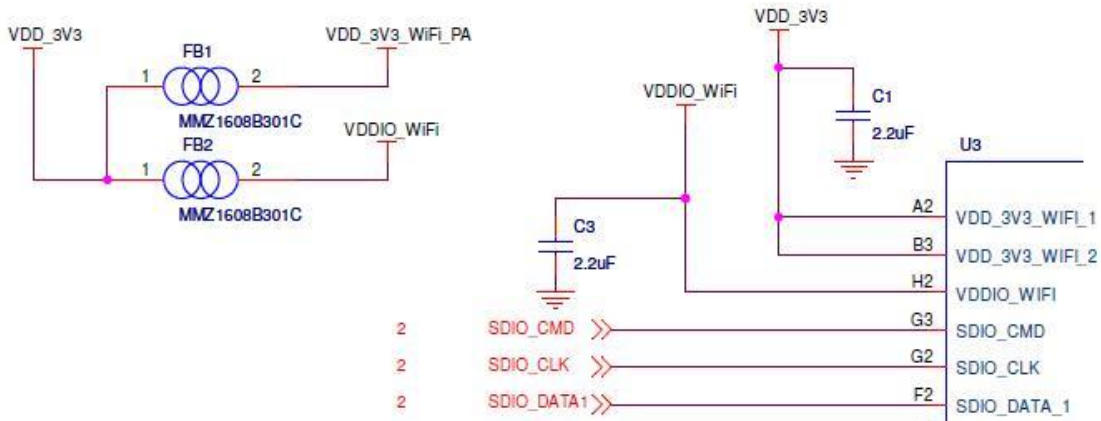 VDD_3V3
VDD_3V3_WiFi_PA
FB1
1
2
MMZ1608B301C
VDDIO_WiFi
FB2
1
2
MMZ1608B301C
VDD_3V3
VDDIO_WiFi
C1
2.2uF
C3
2.2uF
U3
A2
VDD_3V3_WIFI_1
B3
VDD_3V3_WIFI_2
H2
VDDIO_WIFI
2 SDIO_CMD G3 SDIO_CMD
2 SDIO_CLK G2 SDIO_CLK
2 SDIO_DATA1 F2 SDIO_DATA_1